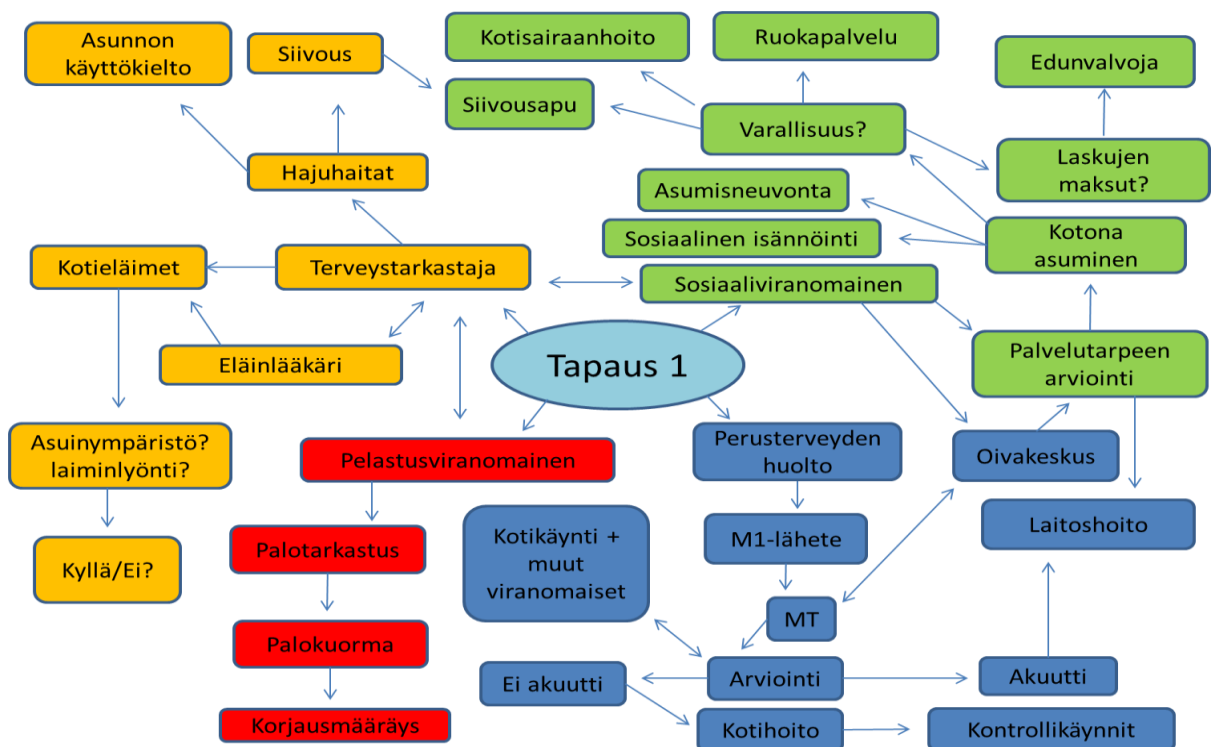 Asunnon
käyttökielto
Siivous
Kotisairaanhoito
Ruokapalvelu
Edunvalvoja
Siivousapu
Varallisuus?
Laskujen
maksut?
Hajuhaitat
Asumisneuvonta
Sosiaalinen isännöinti
Kotona
asuminen
Kotieläimet
Terveystarkastaja
Sosiaaliviranomainen
Eläinlääkäri
Tapaus 1
Palvelutarpeen
arviointi
Asuinympäristö?
laiminlyönti?
Pelastusviranomainen
Perusterveyden
huolto
Oivakeskus
Kyllä/Ei?
Palotarkastus
Kotikäynti +
muut
viranomaiset
M1-lähete
Laitoshoito
MT
Palokuorma
Ei akuutti
Arviointi
Akuutti
Korjausmääräys
Kotihoito
Kontrollikäynnit